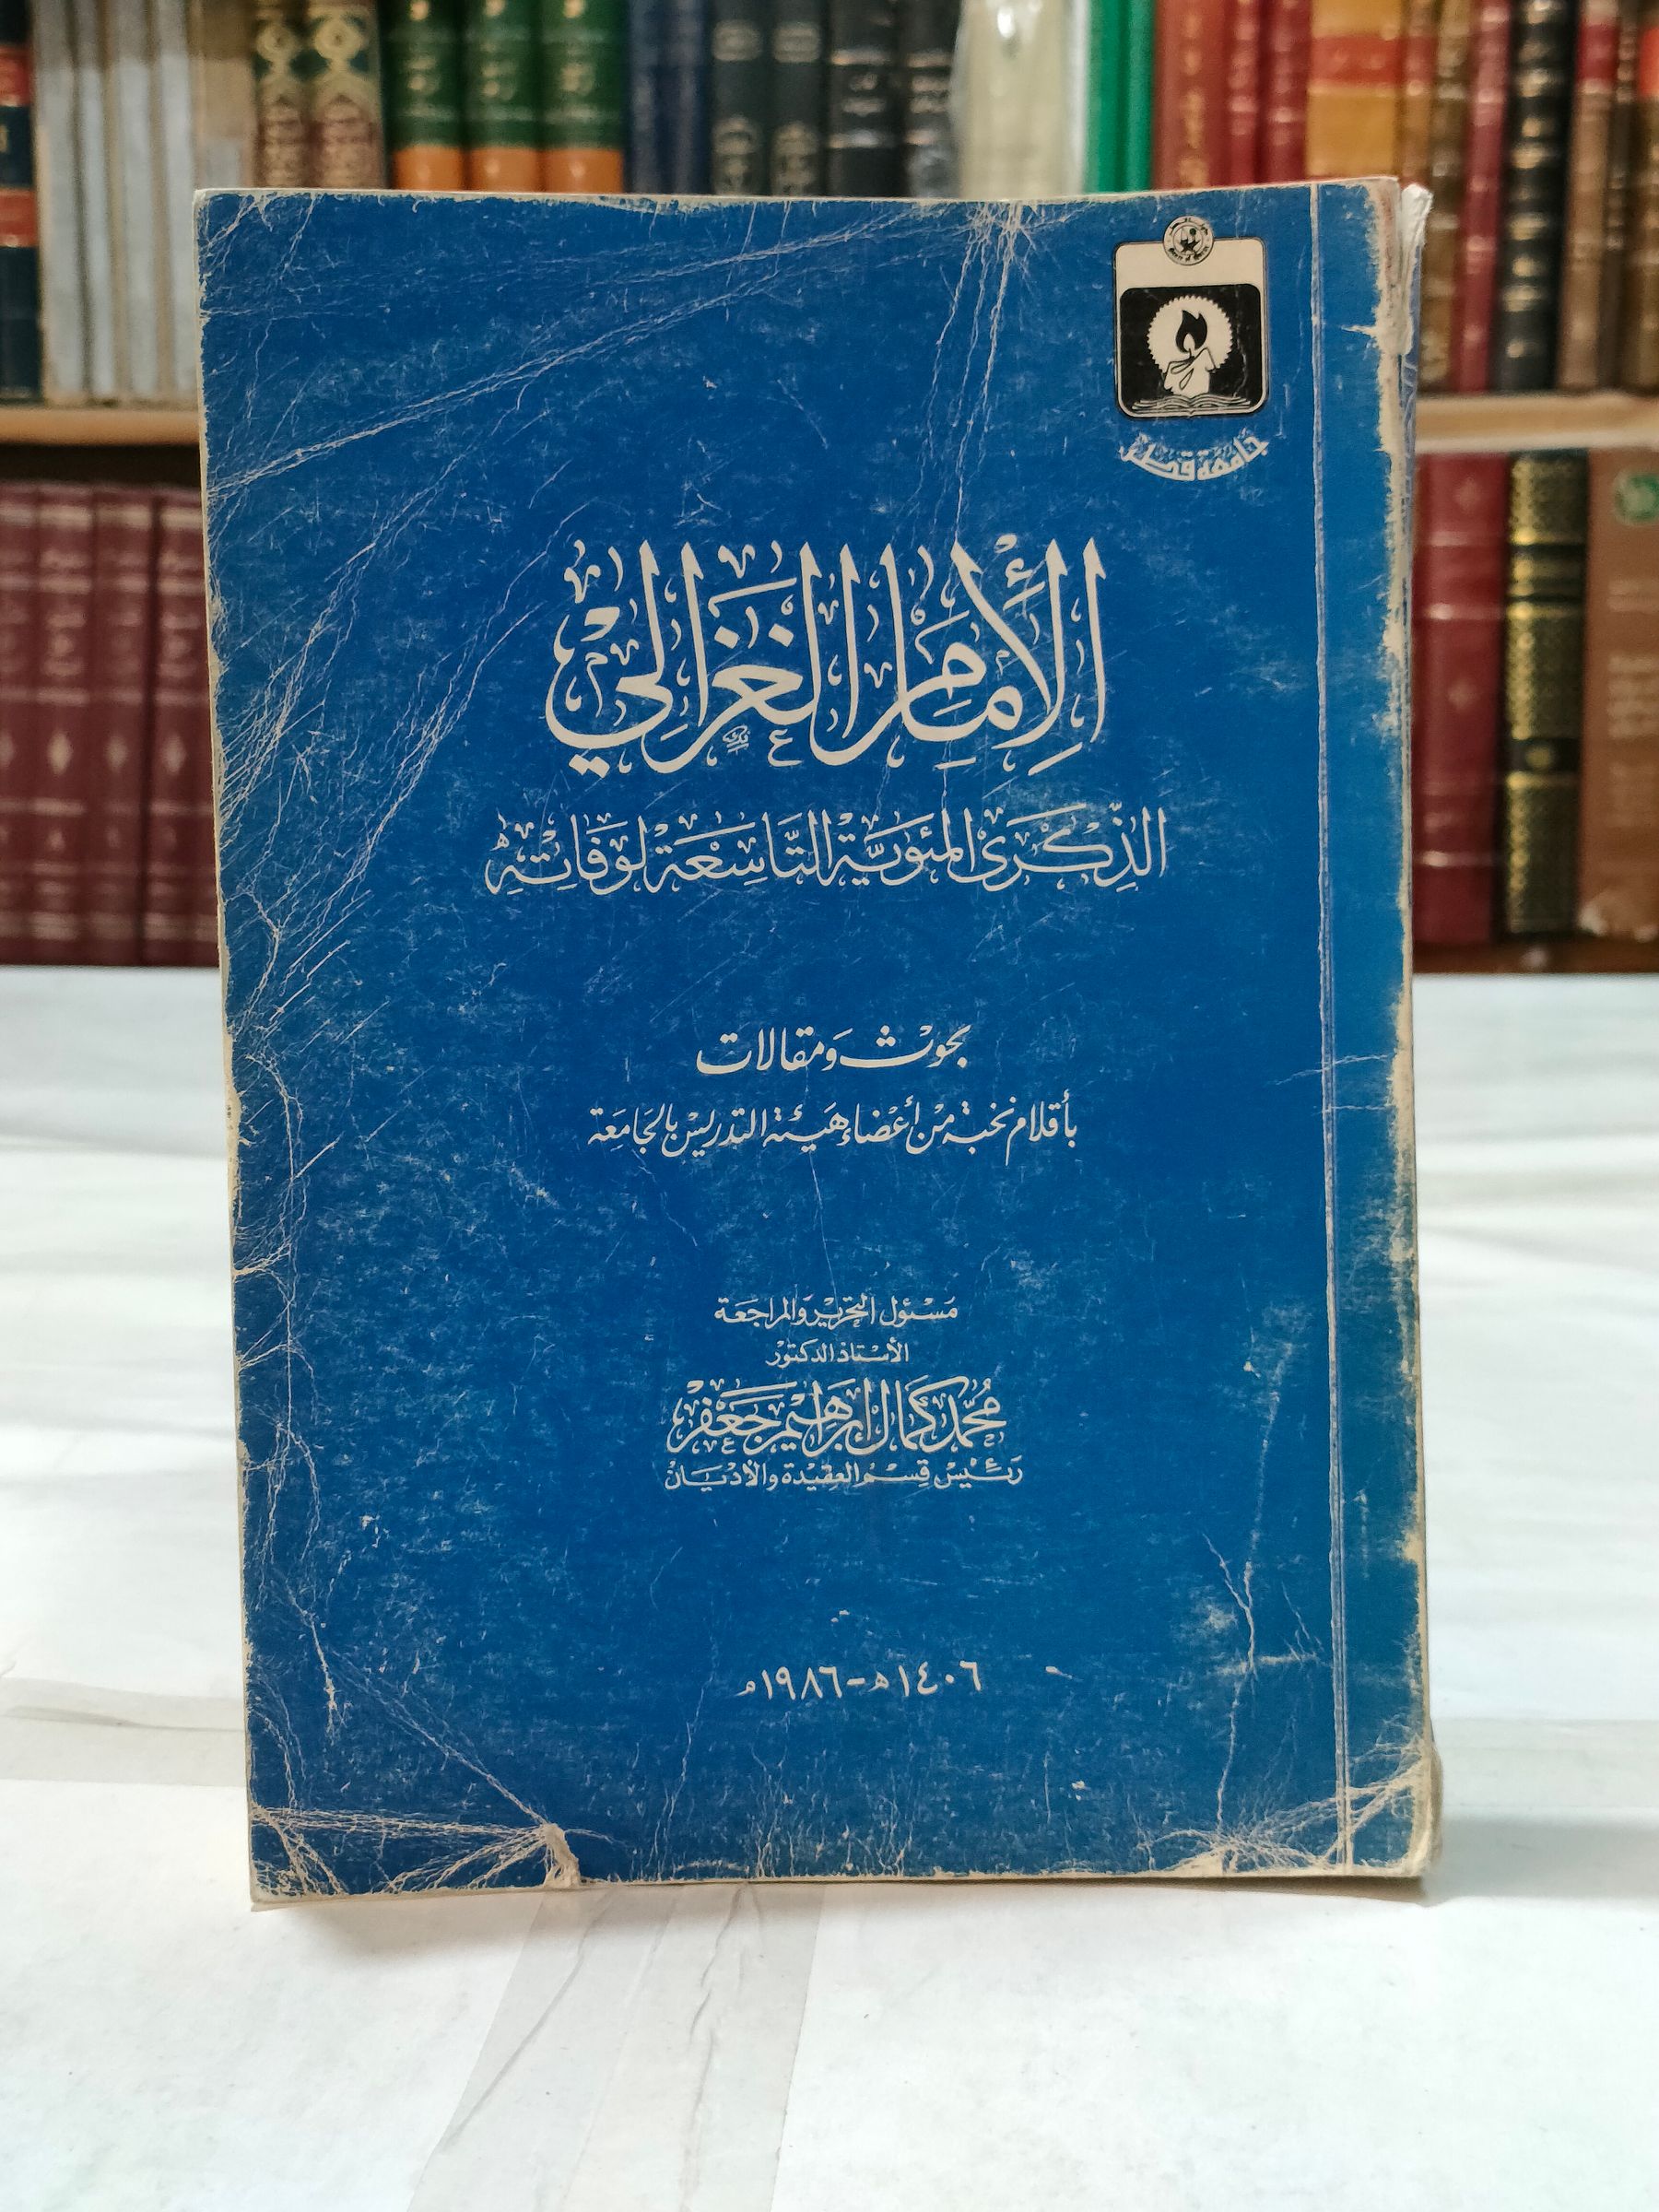 جامعة قطر
الإمام الغزالي
الذكرى المئوية التاسعة لوفاته
بحوث ومقالات
بأقلام نخبة من أعضاء هيئة التدريس بالجامعة
مسئول التحرير والمراجعة
الأستاذ الدكتور
محمد كمال إبراهيم جعفر
رئيس قسم العقيدة والأديان
١٤٠٦هـ-١٩٨٦م